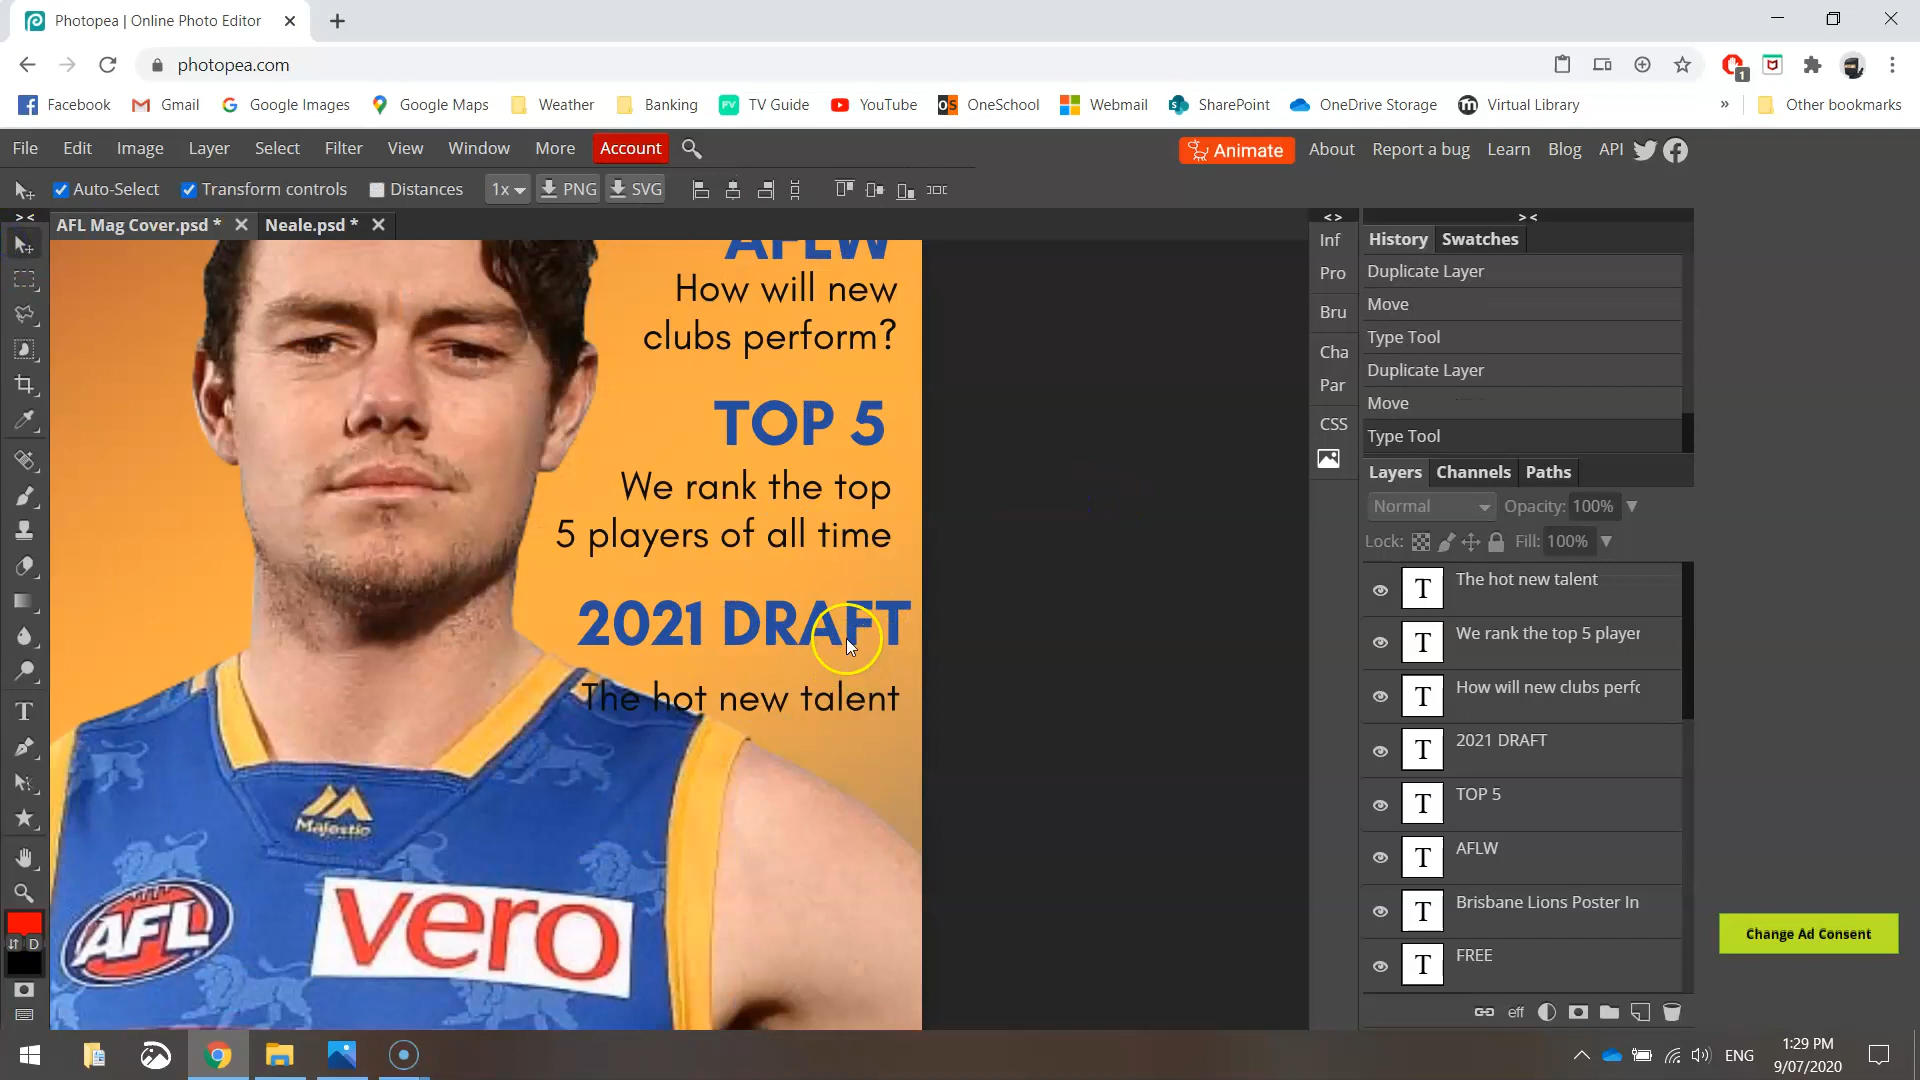 Photopea | Online Photo Editor
photopea.com
1
Facebook
Gmail
Google Images
Google Maps
Weather
Banking
TV Guide
YouTube
OneSchool
Webmail
SharePoint
OneDrive Storage
Virtual Library
»
Other bookmarks
File
Edit
Image
Layer
Select
Filter
View
Window
More
Account
Animate
About
Report a bug
Learn
Blog
API
Auto-Select
Transform controls
Distances
1x
PNG
SVG
> <
AFL Mag Cover.psd *
Neale.psd *
AFLW
How will new
clubs perform?
TOP 5
We rank the top
5 players of all time
2021 DRAFT
The hot new talent
Majestic
AFL
vero
D
< >
Inf
Pro
Bru
Cha
Par
CSS
> <
History
Swatches
Duplicate Layer
Move
Type Tool
Duplicate Layer
Move
Type Tool
Layers
Channels
Paths
Normal
Opacity: 100%
Lock:
Fill: 100%
T The hot new talent
T We rank the top 5 player
T How will new clubs perfo
T 2021 DRAFT
T TOP 5
T AFLW
T Brisbane Lions Poster In
T FREE
eff
Change Ad Consent
ENG
1:29 PM
9/07/2020